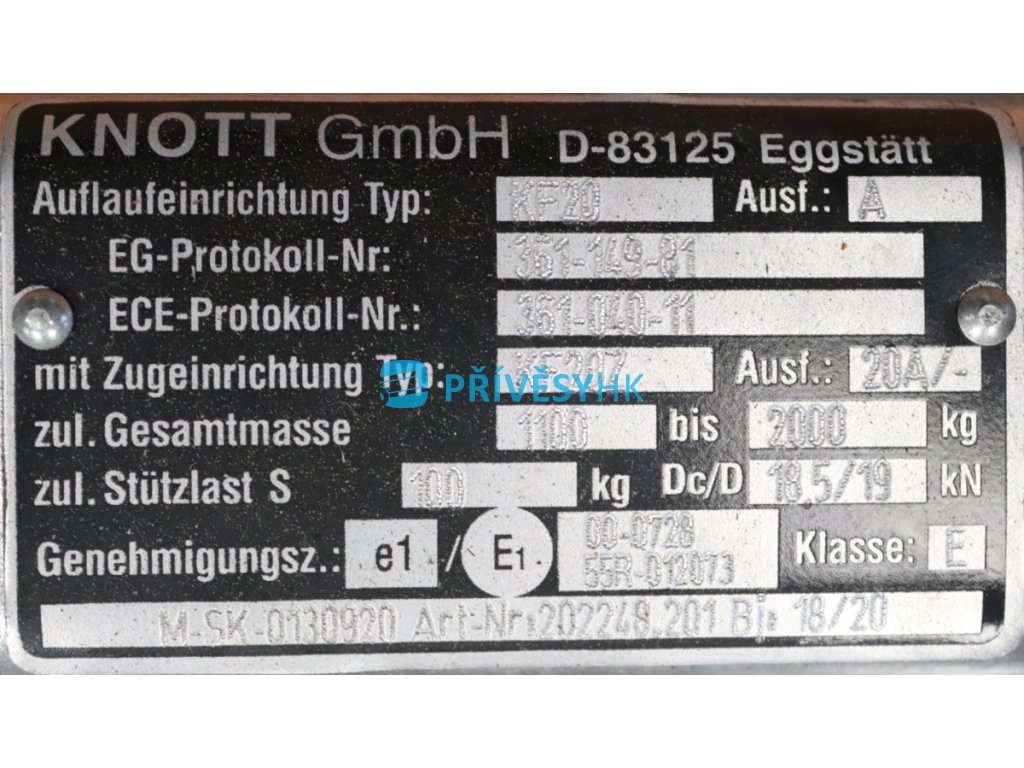 KNOTT GmbH D-83125 Eggstätt
Auflaufeinrichtung Typ: KF20 Ausf.: A
EG-Protokoll-Nr: 361-149-81
ECE-Protokoll-Nr.: 361-040-11
mit Zugeinrichtung Typ: Ausf.. 20A/-
PŘÍVĚSYHK
zul. Gesamtmasse 1100 bis 2000 kg
zul. Stützlast S 100 kg Dc/D 18.5/19 kN
Genehmigungsz.: e1 / E1 00-0728 Klasse: E
55R-012073
M-SK-0130920 Art-Nr:202248.201 Bj: 18/20